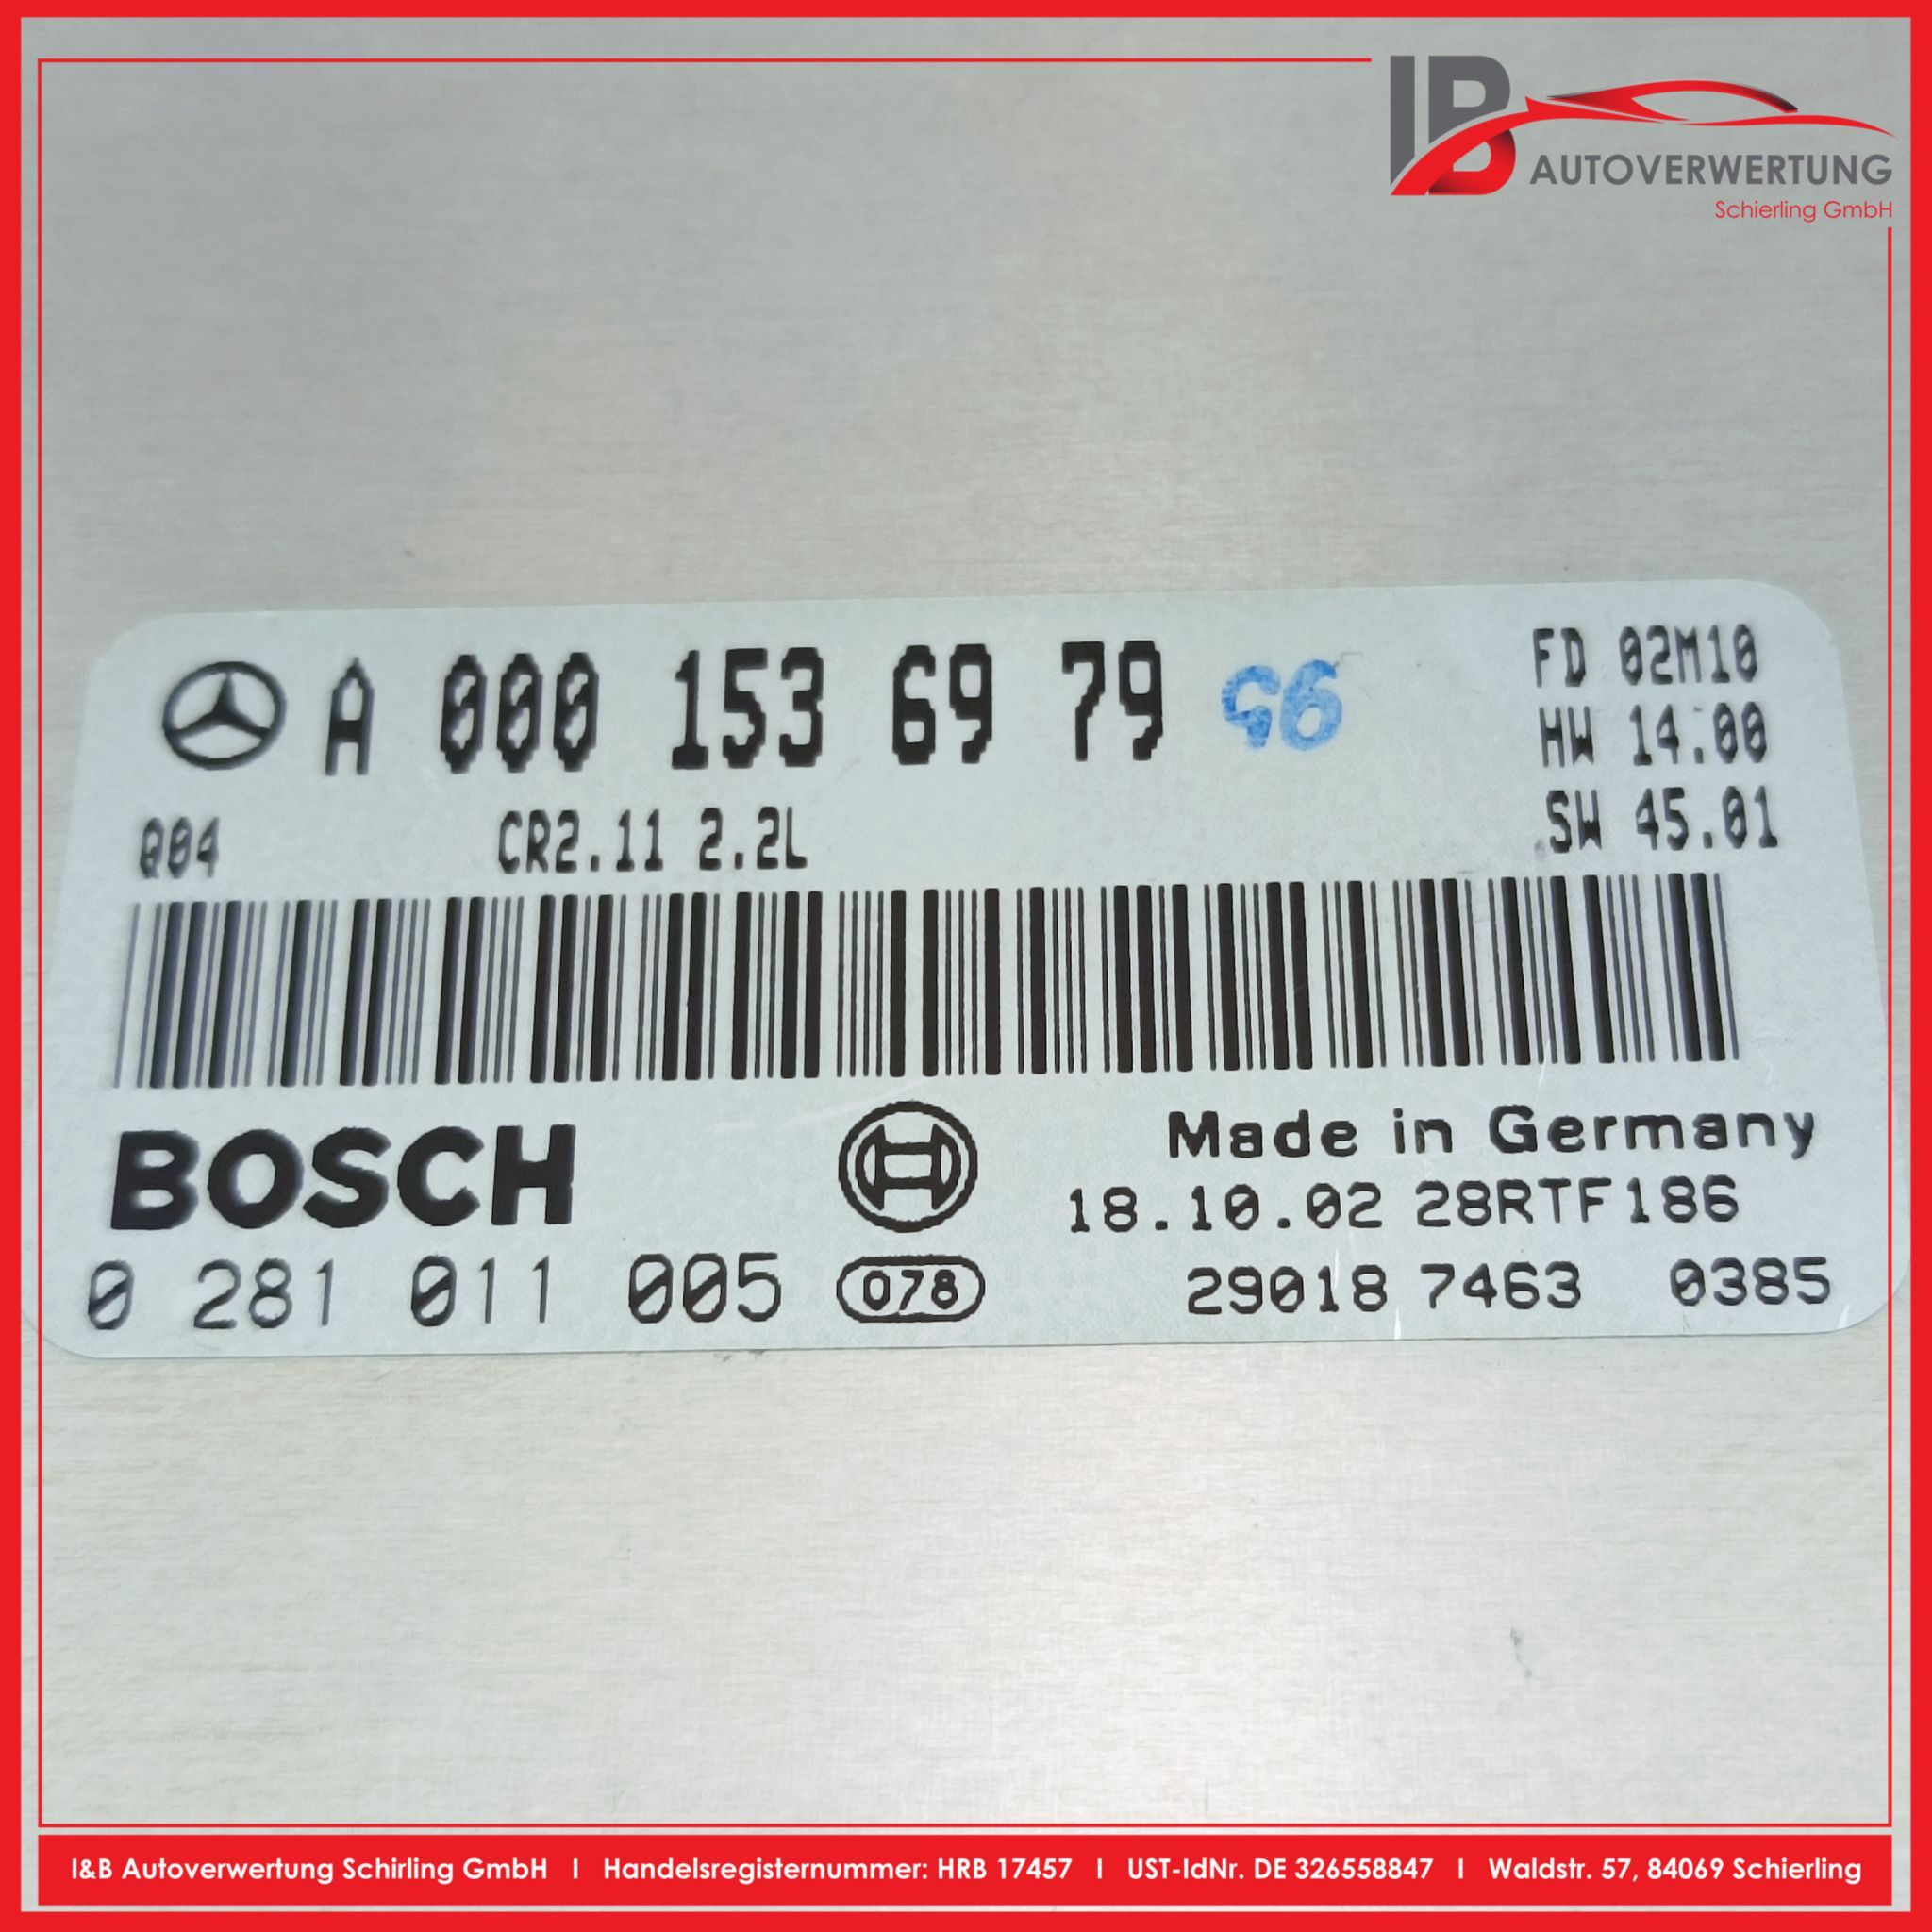 IB
AUTOVERWERTUNG
Schierling GmbH
A 000 153 69 79 G6
FD 02M10
HW 14.00
Q04 CR2.11 2.2L
SW 45.01
BOSCH
Made in Germany
18.10.02 28RTF186
0 281 011 005 078 29018 7463 0385
I&B Autoverwertung Schirling GmbH I Handelsregisternummer: HRB 17457 I UST-IdNr. DE 326558847 I Waldstr. 57, 84069 Schierling